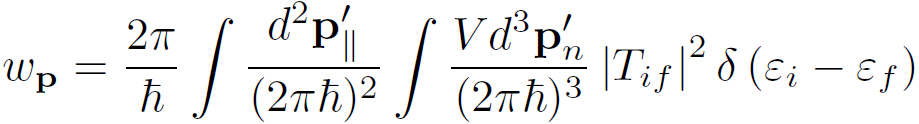 $w_{\mathbf{p}} = \frac{2\pi}{\hbar} \int \frac{d^2\mathbf{p}'_{\parallel}}{(2\pi\hbar)^2} \int \frac{V d^3\mathbf{p}'_n}{(2\pi\hbar)^3} \left|T_{if}\right|^2 \delta\left(\varepsilon_i - \varepsilon_f\right)$